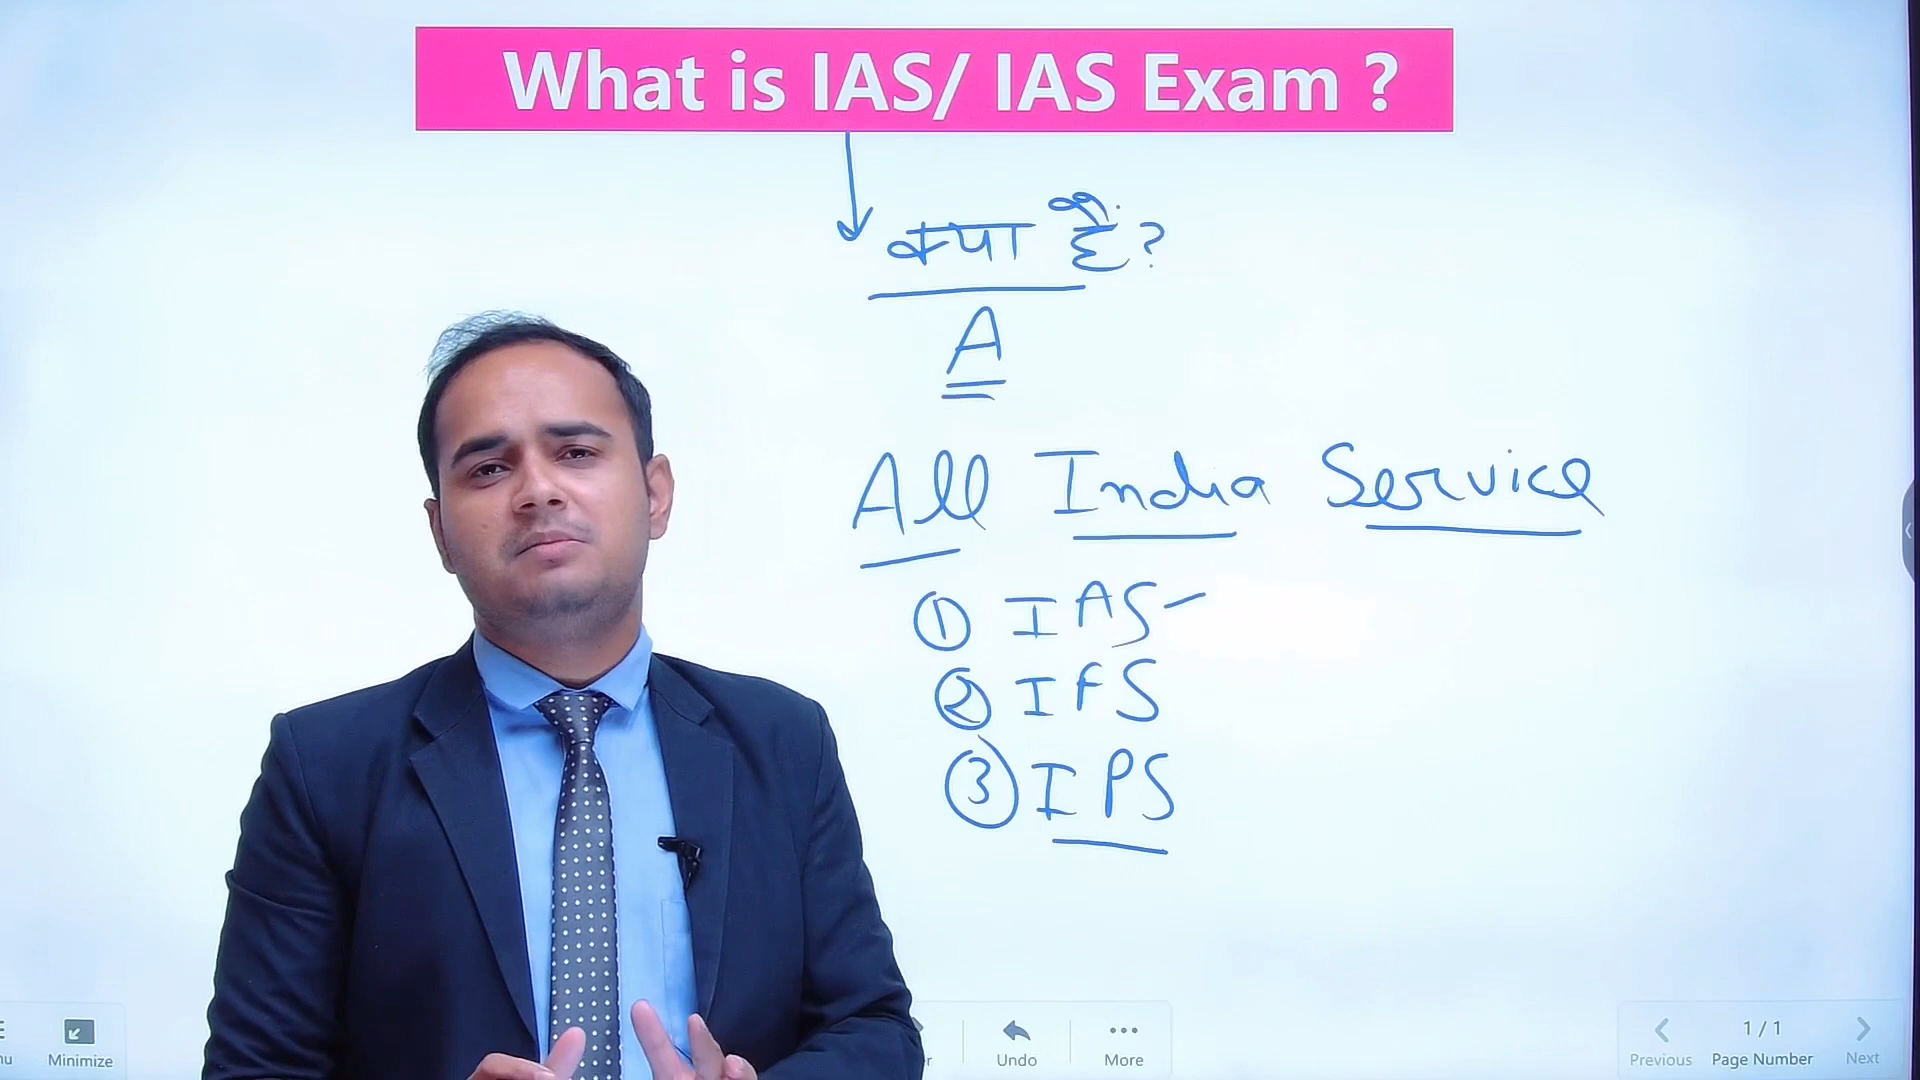 What is IAS/ IAS Exam ?
क्या है?
A
All India Service
① IAS-
② IFS
③ IPS
Minimize
Undo
More
Previous
1 / 1
Page Number
Next